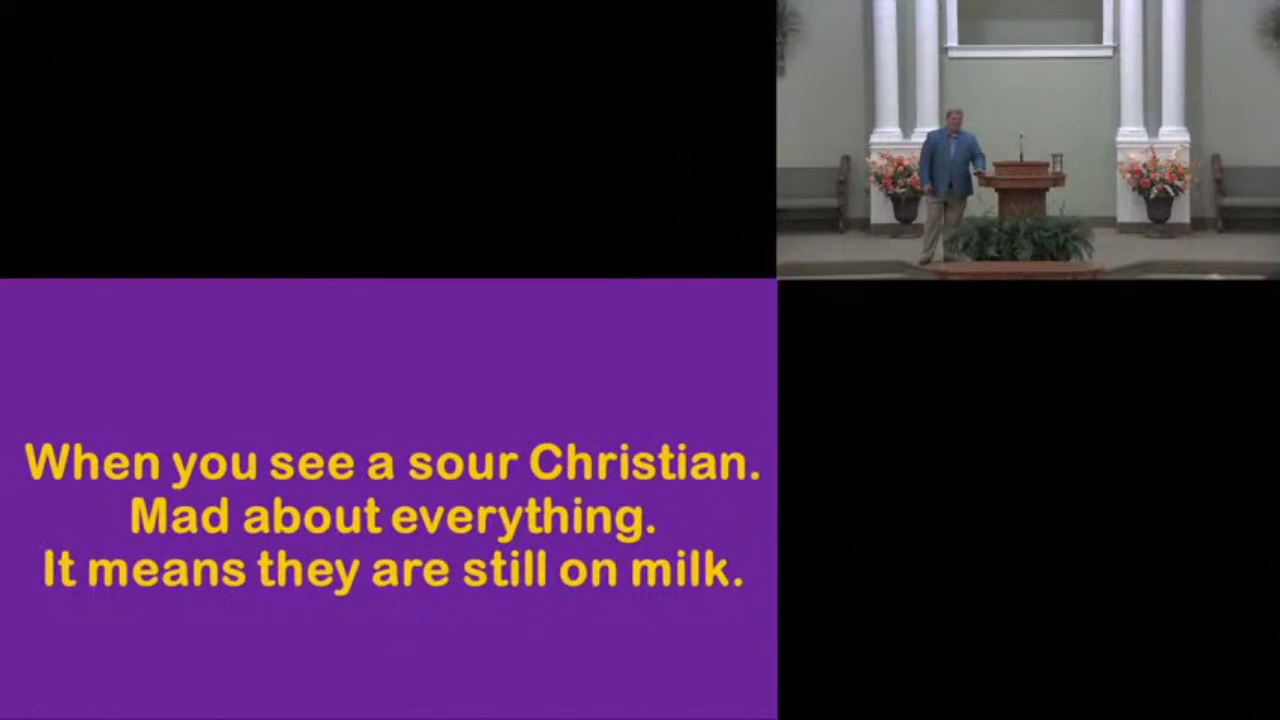 When you see a sour Christian.
Mad about everything.
It means they are still on milk.